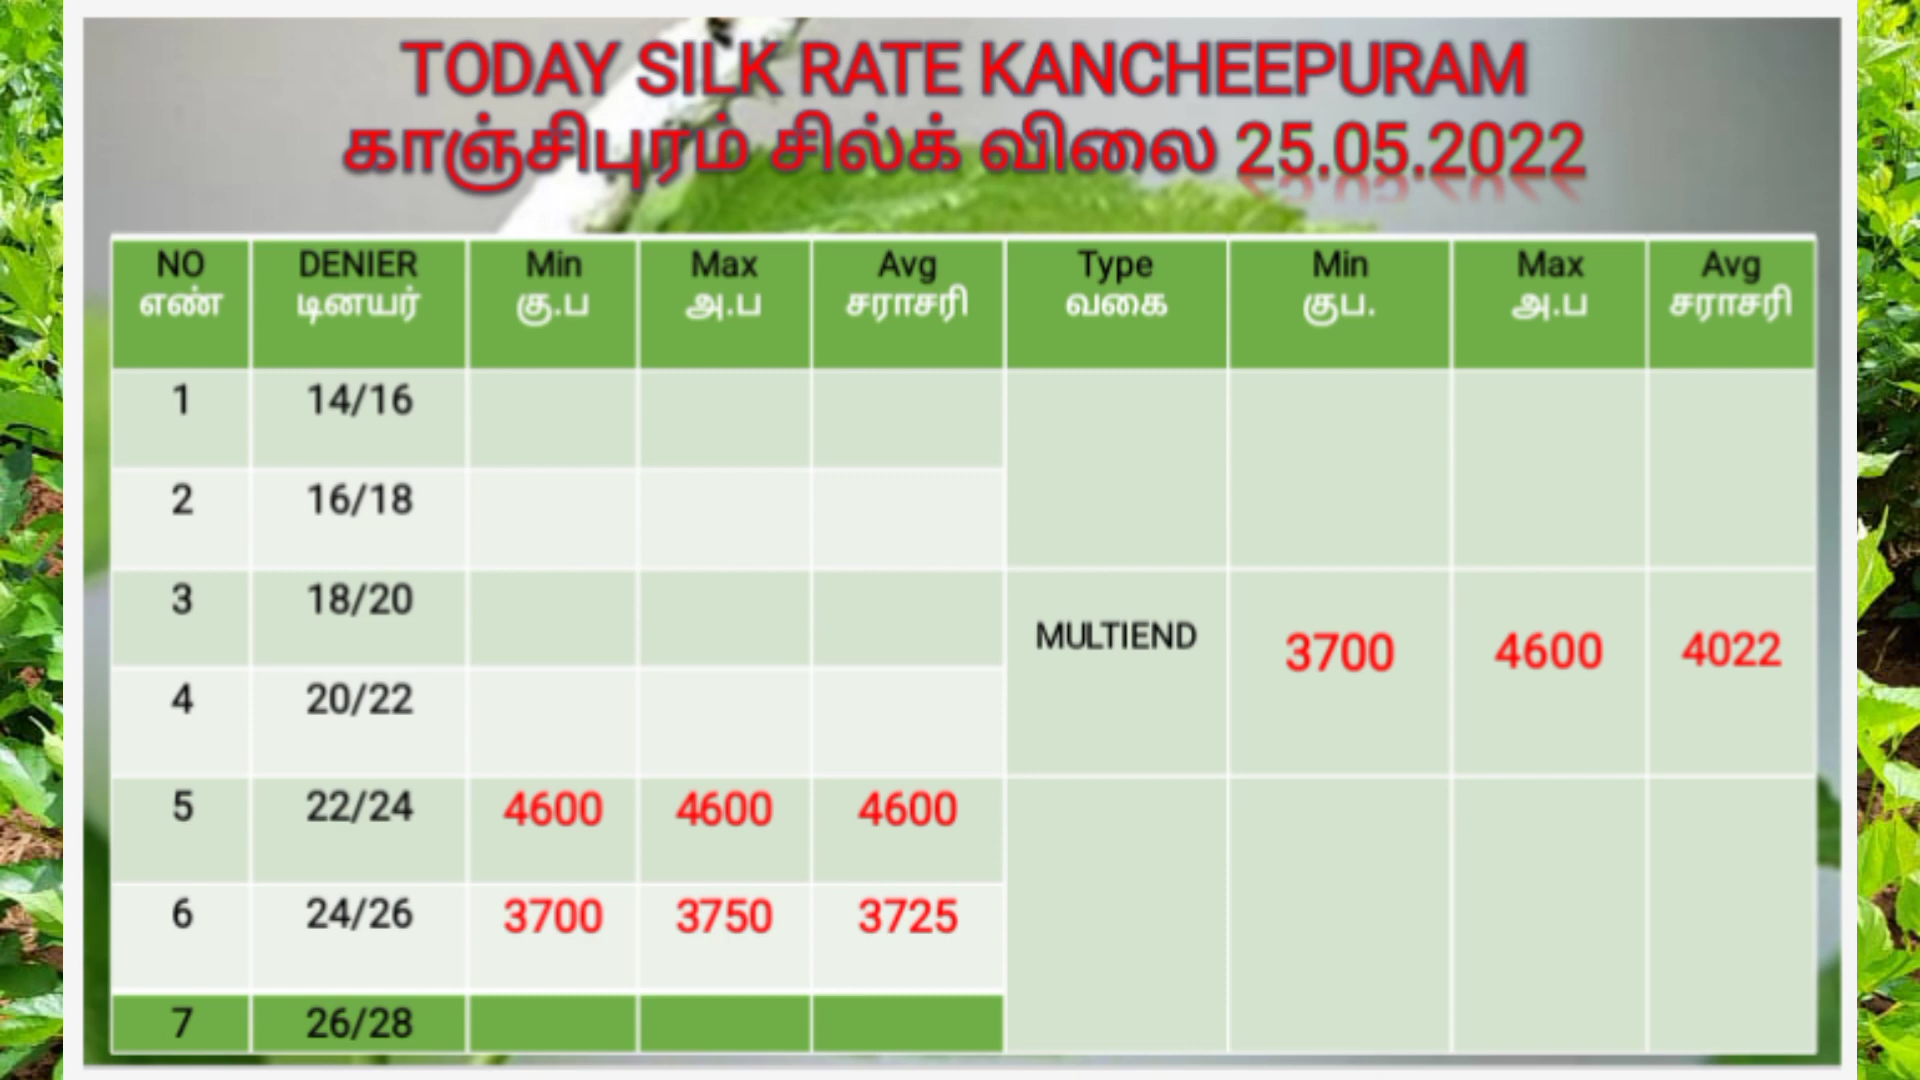 TODAY SILK RATE KANCHEEPURAM
காஞ்சிபுரம் சில்க் விலை 25.05.2022
NO DENIER Min Max Avg Type Min Max Avg
எண் டினயர் கு.ப அ.ப சராசரி வகை குப. அ.ப சராசரி
1 14/16
2 16/18
3 18/20
MULTIEND 3700 4600 4022
4 20/22
5 22/24 4600 4600 4600
6 24/26 3700 3750 3725
7 26/28